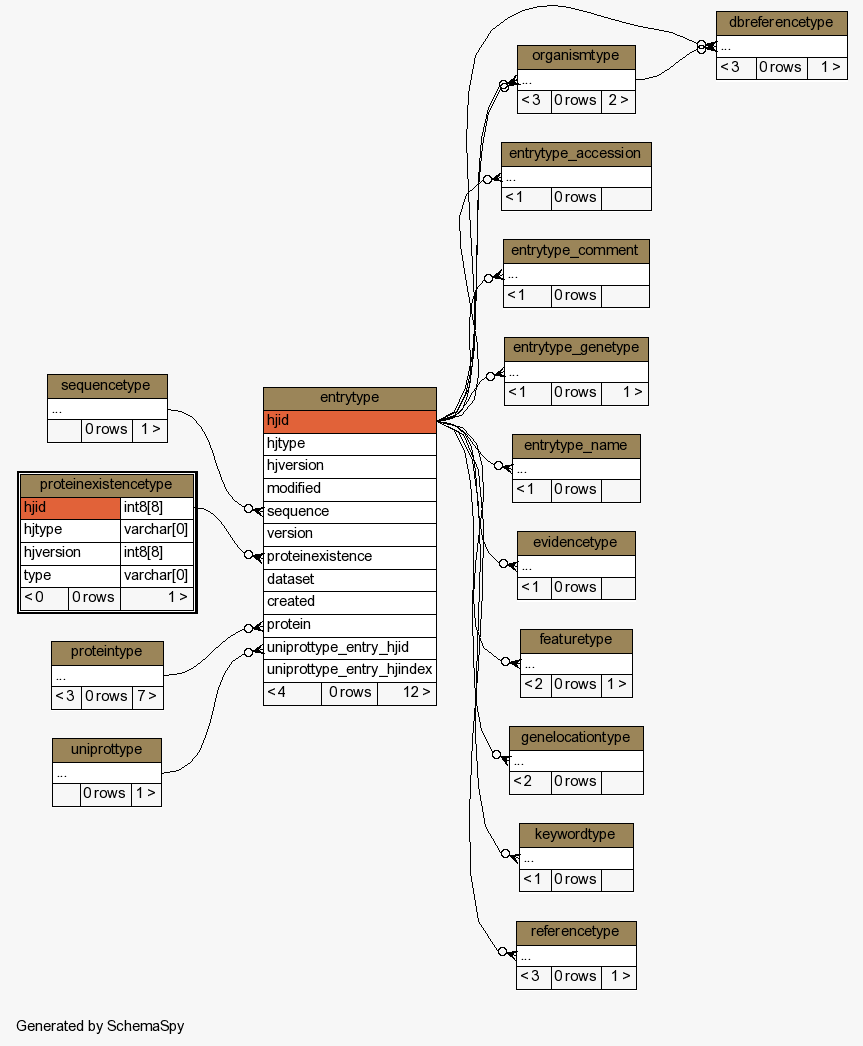 dbreferencetype
...
< 3 0 rows 1 >
organismtype
...
< 3 0 rows 2 >
entrytype_accession
...
< 1 0 rows
entrytype_comment
...
< 1 0 rows
entrytype_genetype
...
< 1 0 rows 1 >
sequencetype
...
0 rows 1 >
proteinexistencetype
hjid int8[8]
hjtype varchar[0]
hjversion int8[8]
type varchar[0]
< 0 0 rows 1 >
proteintype
...
< 3 0 rows 7 >
uniprottype
...
0 rows 1 >
entrytype
hjid
hjtype
hjversion
modified
sequence
version
proteinexistence
dataset
created
protein
uniprottype_entry_hjid
uniprottype_entry_hjindex
< 4 0 rows 12 >
entrytype_name
...
< 1 0 rows
evidencetype
...
< 1 0 rows
featuretype
...
< 2 0 rows 1 >
genelocationtype
...
< 2 0 rows
keywordtype
...
< 1 0 rows
referencetype
...
< 3 0 rows 1 >
Generated by SchemaSpy